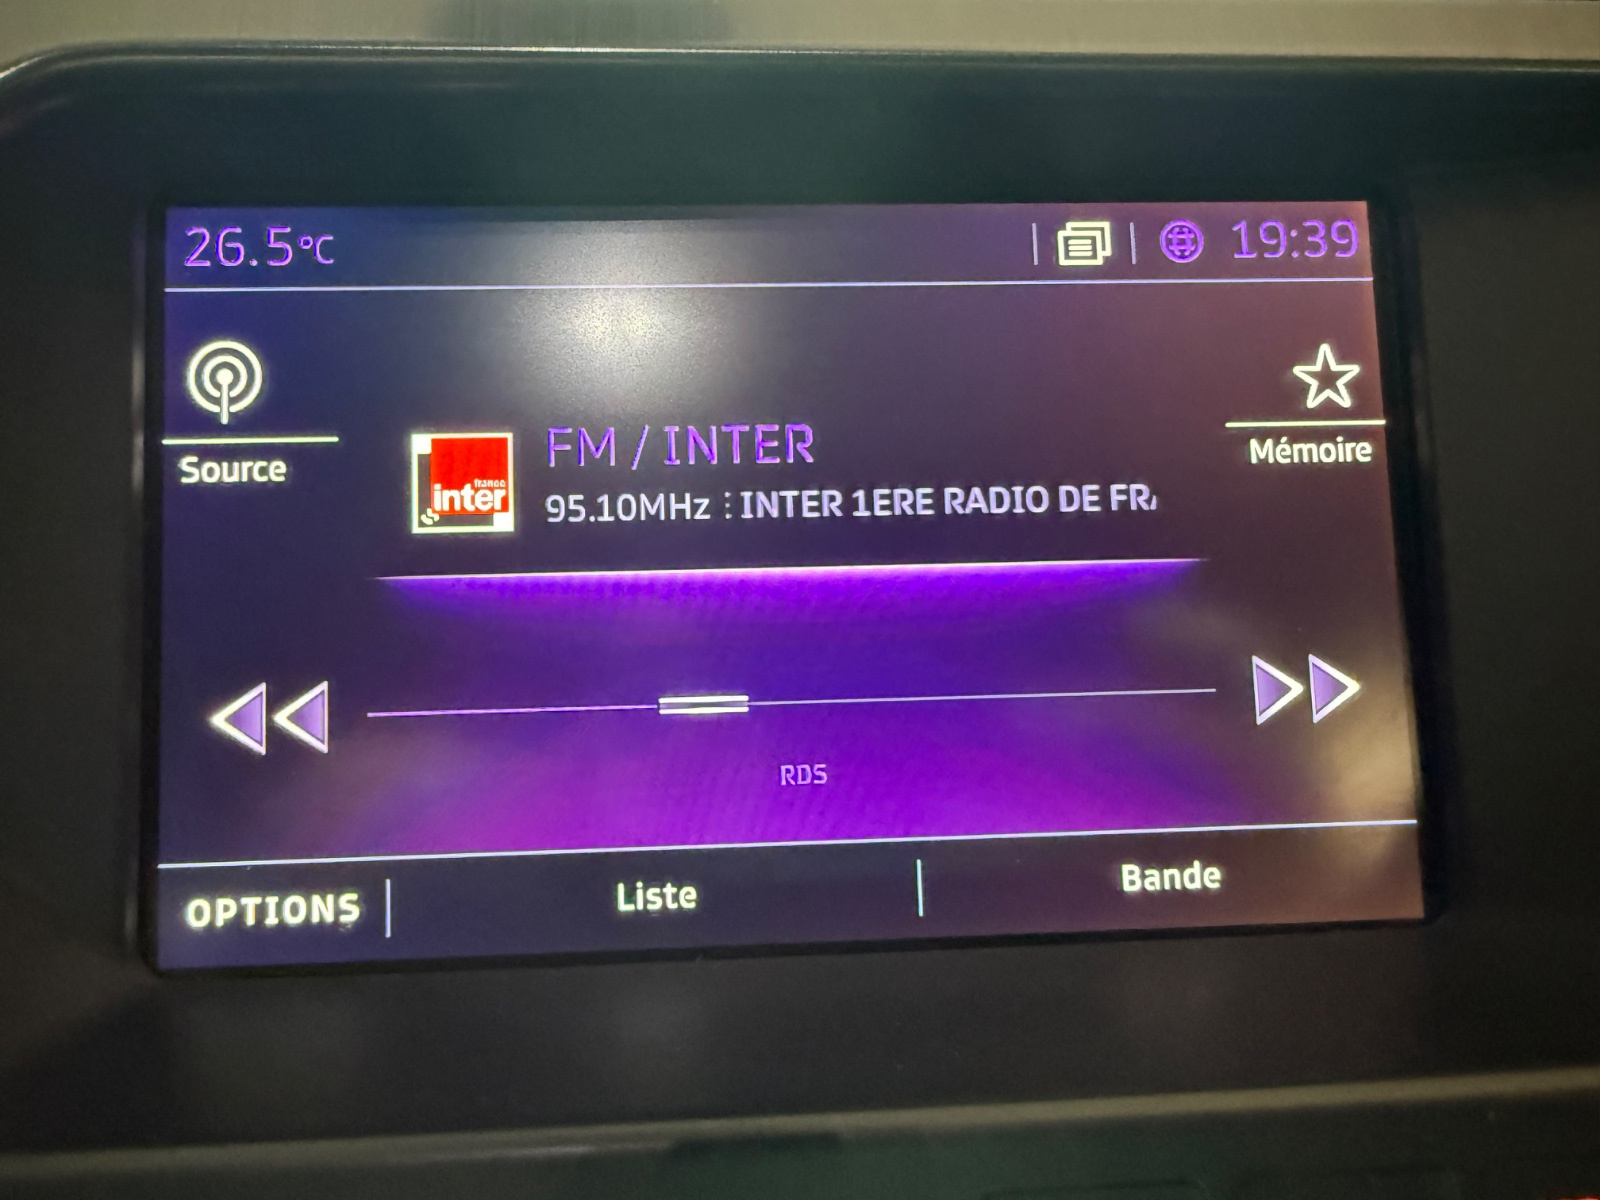 26.5°C
19:39
Source
Mémoire
france
inter
FM / INTER
95.10MHz : INTER 1ERE RADIO DE FR
RDS
OPTIONS
Liste
Bande